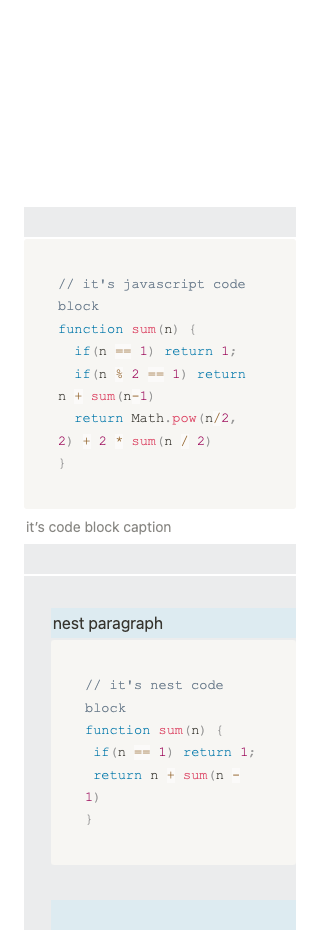 // it's javascript code
block
function sum(n) {
  if(n == 1) return 1;
  if(n % 2 == 1) return
n + sum(n-1)
  return Math.pow(n/2,
2) + 2 * sum(n / 2)
}
it's code block caption
nest paragraph
// it's nest code
block
function sum(n) {
 if(n == 1) return 1;
 return n + sum(n -
1)
}